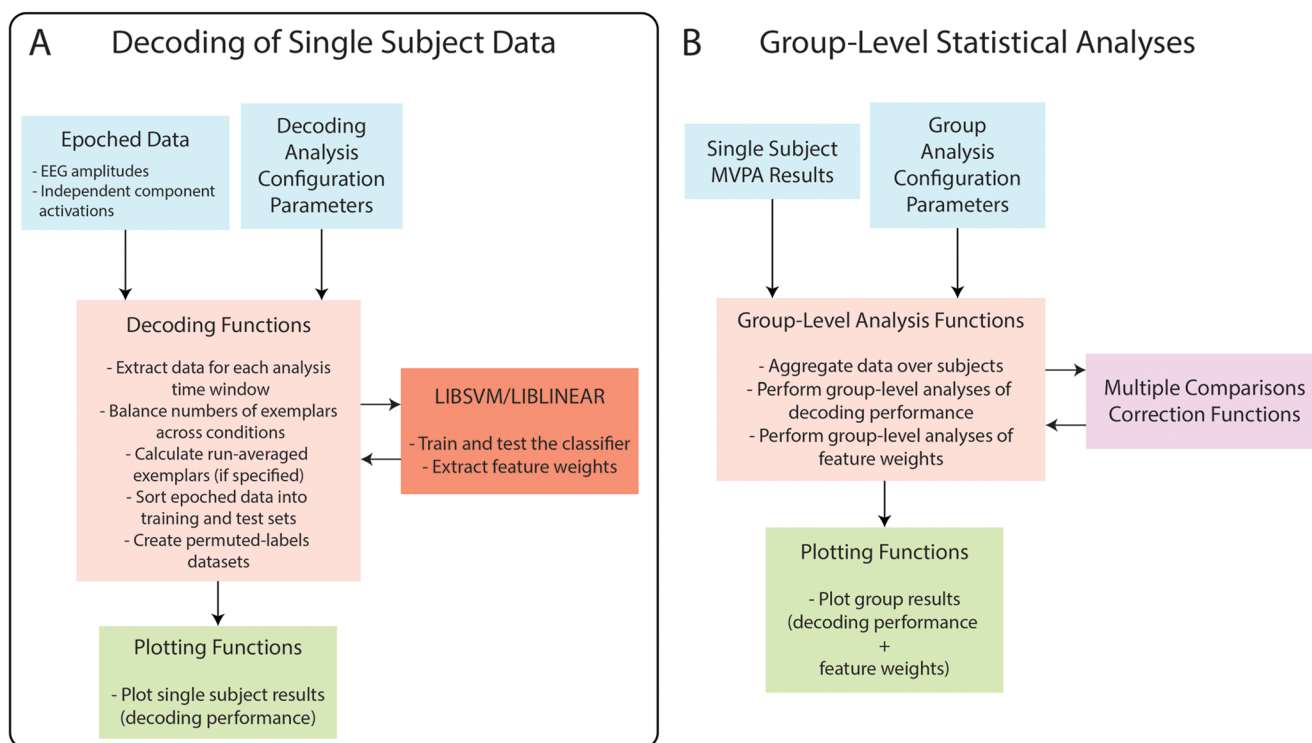 A
Decoding of Single Subject Data
Epoched Data
- EEG amplitudes
- Independent component
activations
Decoding
Analysis
Configuration
Parameters
Decoding Functions
- Extract data for each analysis
time window
- Balance numbers of exemplars
across conditions
- Calculate run-averaged
exemplars (if specified)
- Sort epoched data into
training and test sets
- Create permuted-labels
datasets
LIBSVM/LIBLINEAR
- Train and test the classifier
- Extract feature weights
Plotting Functions
- Plot single subject results
(decoding performance)
B
Group-Level Statistical Analyses
Single Subject
MVPA Results
Group
Analysis
Configuration
Parameters
Group-Level Analysis Functions
- Aggregate data over subjects
- Perform group-level analyses of
decoding performance
- Perform group-level analyses of
feature weights
Multiple Comparisons
Correction Functions
Plotting Functions
- Plot group results
(decoding performance
+
feature weights)